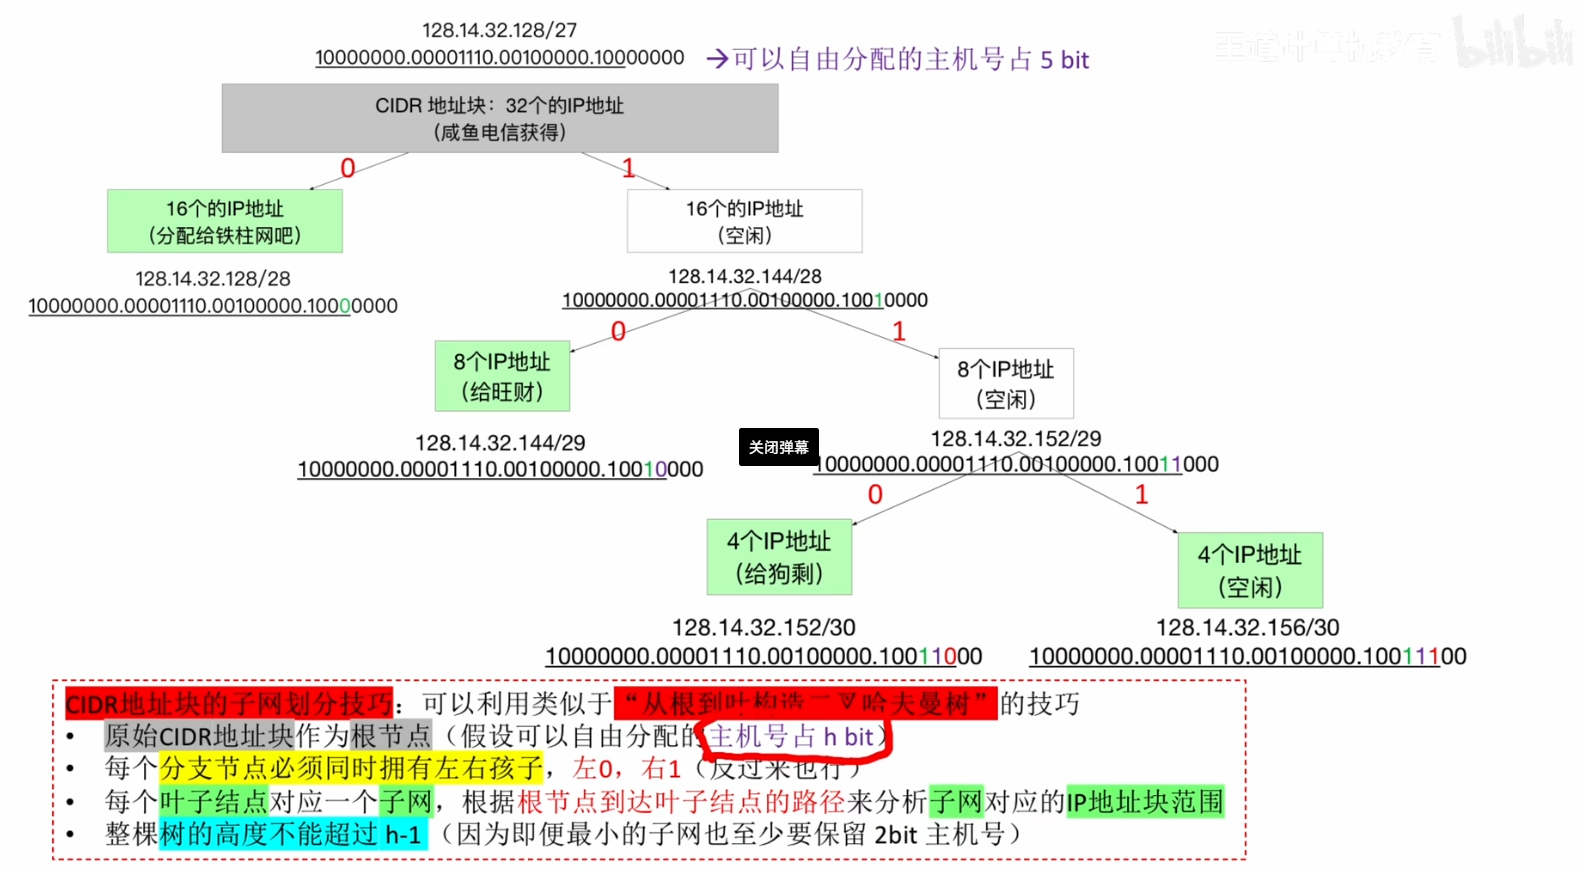 128.14.32.128/27
王道计算机教育 bilibili
10000000.00001110.00100000.10000000 →可以自由分配的主机号占 5 bit
CIDR 地址块：32个的IP地址
（咸鱼电信获得）
0
1
16个的IP地址
（分配给铁柱网吧）
16个的IP地址
（空闲）
128.14.32.128/28
10000000.00001110.00100000.10000000
128.14.32.144/28
10000000.00001110.00100000.10010000
0
1
8个IP地址
（给旺财）
8个IP地址
（空闲）
128.14.32.144/29
10000000.00001110.00100000.10010000
关闭弹幕
128.14.32.152/29
10000000.00001110.00100000.10011000
0
1
4个IP地址
（给狗剩）
4个IP地址
（空闲）
128.14.32.152/30
10000000.00001110.00100000.10011000
128.14.32.156/30
10000000.00001110.00100000.10011100
CIDR地址块的子网划分技巧：可以利用类似于“从根到叶构造二叉哈夫曼树”的技巧
• 原始CIDR地址块作为根节点（假设可以自由分配的主机号占 h bit）
• 每个分支节点必须同时拥有左右孩子，左0，右1（反过来也行）
• 每个叶子结点对应一个子网，根据根节点到达叶子结点的路径来分析子网对应的IP地址块范围
• 整棵树的高度不能超过 h-1（因为即便最小的子网也至少要保留 2bit 主机号）